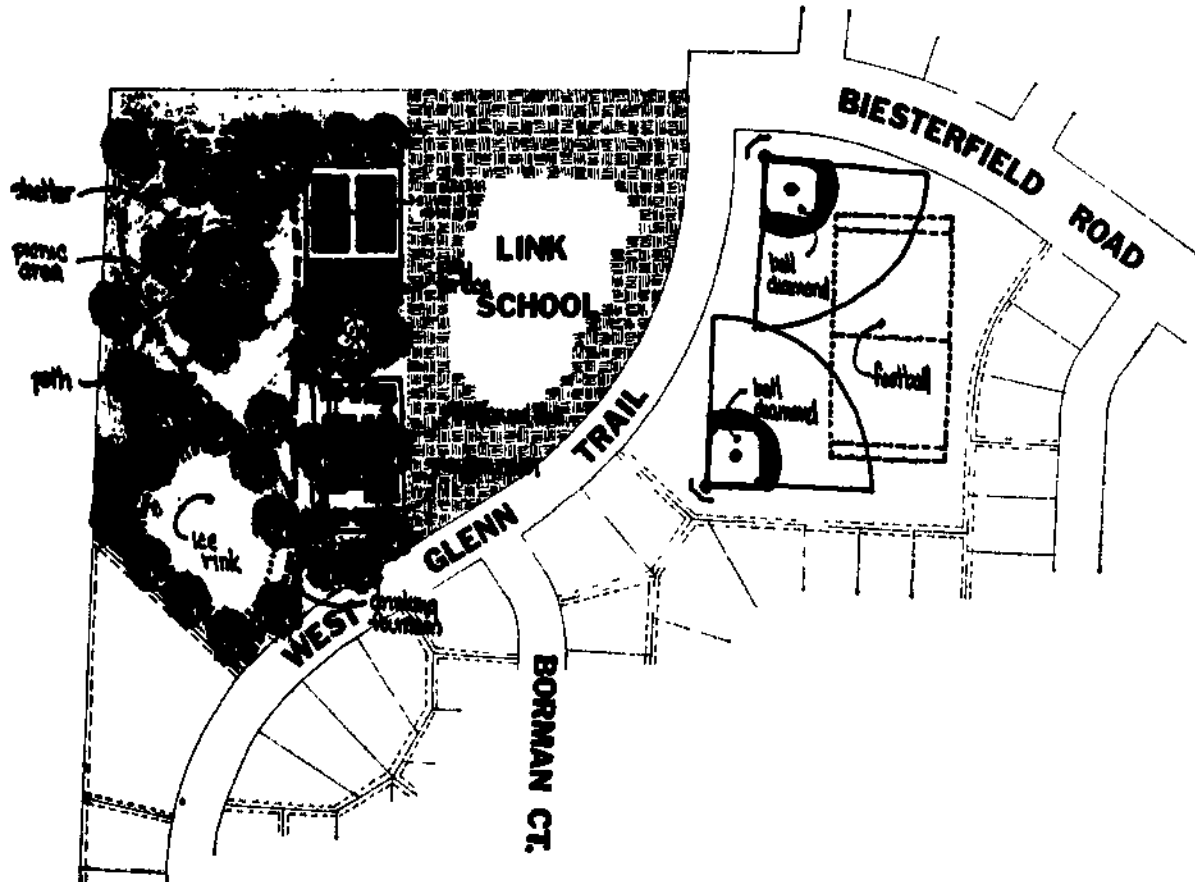 BIESTERFIELD ROAD
shelter
picnic
area
path
LINK
SCHOOL
ball
diamond
football
ball
diamond
ice
rink
drinking
fountain
WEST GLENN TRAIL
BORMAN CT.